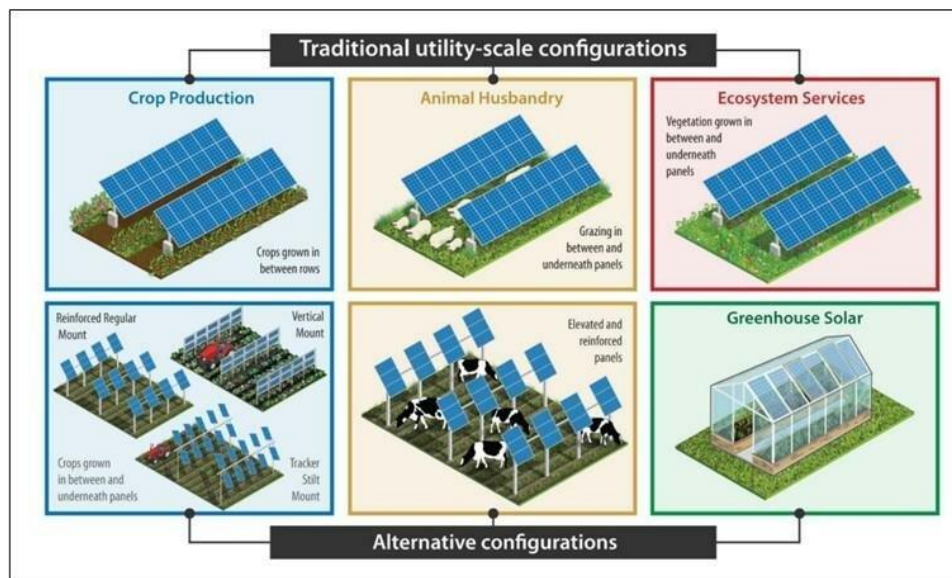 Traditional utility-scale configurations
Crop Production
Crops grown in
between rows
Animal Husbandry
Grazing in
between and
underneath panels
Ecosystem Services
Vegetation grown in
between and
underneath
panels
Reinforced Regular
Mount
Vertical
Mount
Crops grown
in between and
underneath panels
Tracker
Stilt
Mount
Elevated and
reinforced
panels
Greenhouse Solar
Alternative configurations